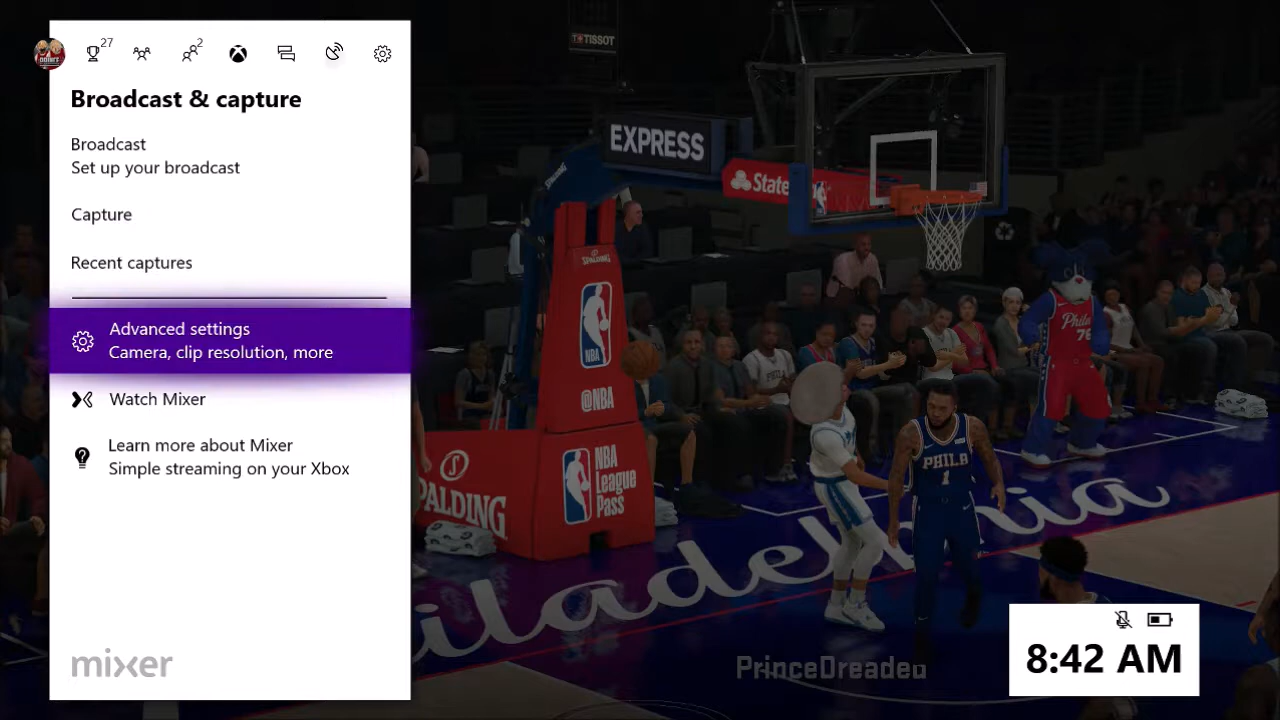 27
2
Broadcast & capture
Broadcast
Set up your broadcast
Capture
Recent captures
Advanced settings
Camera, clip resolution, more
Watch Mixer
Learn more about Mixer
Simple streaming on your Xbox
mixer
TISSOT
EXPRESS
State
SPALDING
SPALDING
NBA
@NBA
NBA
League
Pass
SPALDING
Phila
76
PHILA
1
iladelphia
PrinceDreaded
8:42 AM